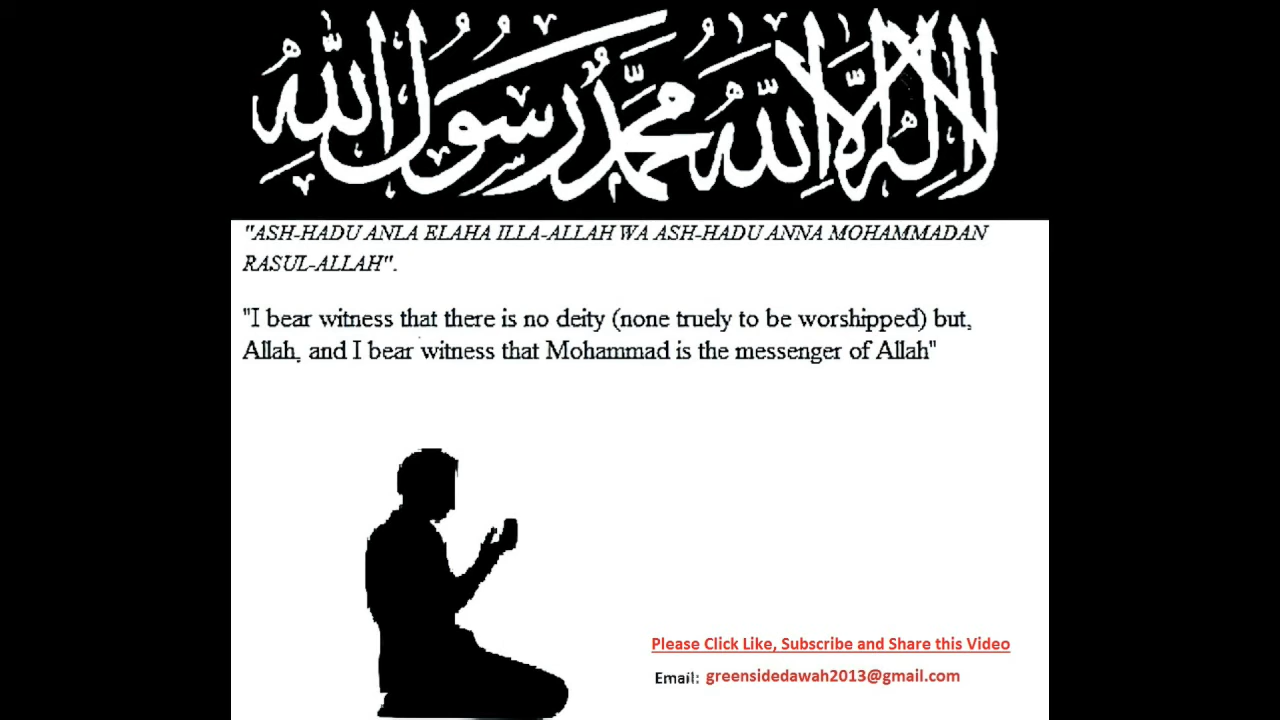 لا إله إلا الله محمد رسول الله
"ASH-HADU ANLA ELAHA ILLA-ALLAH WA ASH-HADU ANNA MOHAMMADAN
RASUL-ALLAH".
"I bear witness that there is no deity (none truely to be worshipped) but,
Allah, and I bear witness that Mohammad is the messenger of Allah"
Please Click Like, Subscribe and Share this Video
Email: greensidedawah2013@gmail.com